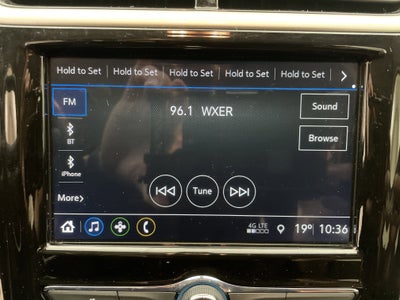 Hold to Set Hold to Set Hold to Set Hold to Set Hold to Set
FM
96.1 WXER
Sound
BT
Browse
iPhone
Tune
More>
4G LTE 19° 10:36